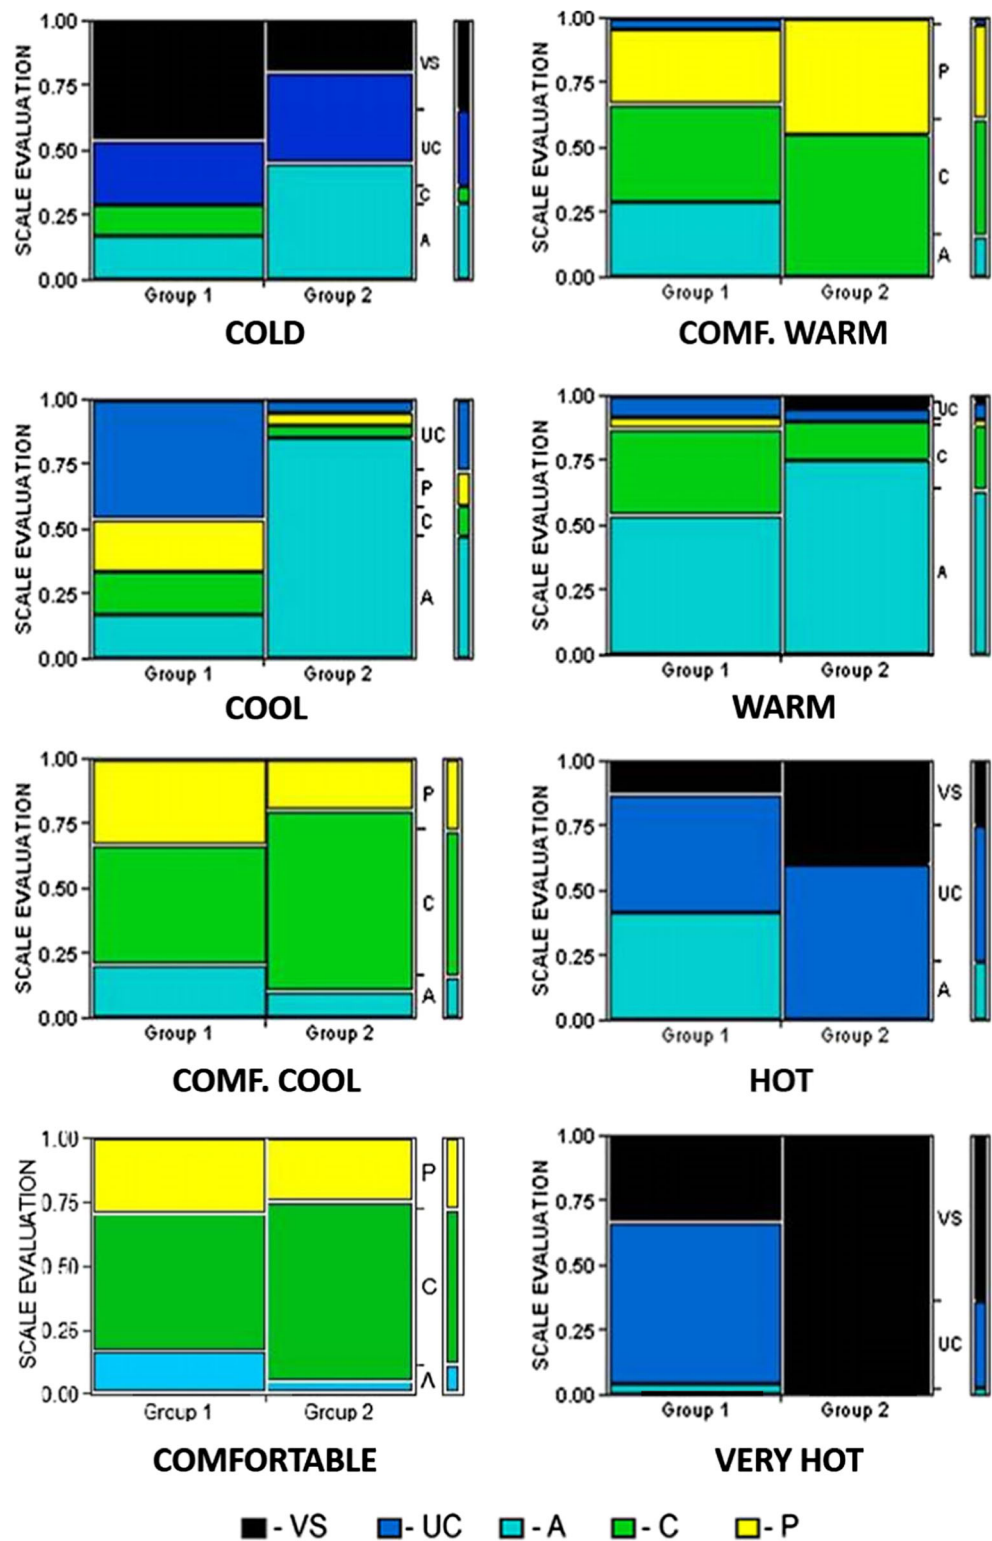 1.00
0.75
0.50
0.25
0.00
SCALE EVALUATION
VS
UC
C
A
Group 1 Group 2
COLD
1.00
0.75
0.50
0.25
0.00
SCALE EVALUATION
P
C
A
Group 1 Group 2
COMF. WARM
1.00
0.75
0.50
0.25
0.00
SCALE EVALUATION
UC
P
C
A
Group 1 Group 2
COOL
1.00
0.75
0.50
0.25
0.00
SCALE EVALUATION
UC
C
A
Group 1 Group 2
WARM
1.00
0.75
0.50
0.25
0.00
SCALE EVALUATION
P
C
A
Group 1 Group 2
COMF. COOL
1.00
0.75
0.50
0.25
0.00
SCALE EVALUATION
VS
UC
A
Group 1 Group 2
HOT
1.00
0.75
0.50
0.25
0.00
SCALE EVALUATION
P
C
A
Group 1 Group 2
COMFORTABLE
1.00
0.75
0.50
0.25
0.00
SCALE EVALUATION
VS
UC
Group 1 Group 2
VERY HOT
- VS - UC - A - C - P